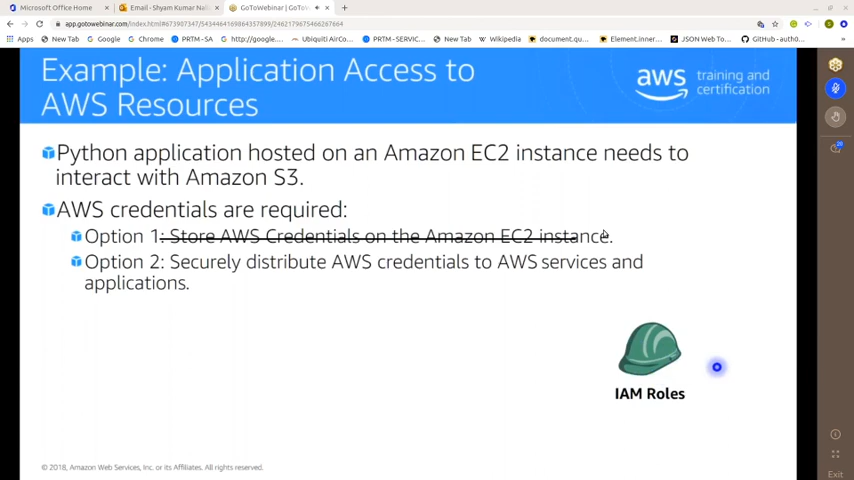 Microsoft Office Home
Email - Shyam Kumar Nai
GoToWebinar | GoTo
app.gotowebinar.com/index.html#673907347/5434464169864357899/2462179675466267664
Apps
New Tab
Google
Chrome
PRTM -SA
http://google...
Ubiquiti AirCo...
PRTM -SERVIC...
New Tab
Wikipedia
document.qu...
Element.inner...
JSON Web To...
GitHub - auth0...
Example: Application Access to
AWS Resources
aws training and
certification
Python application hosted on an Amazon EC2 instance needs to
interact with Amazon S3.
AWS credentials are required:
Option 1: Store AWS Credentials on the Amazon EC2 instance.
Option 2: Securely distribute AWS credentials to AWS services and
applications.
IAM Roles
© 2018, Amazon Web Services, Inc. or its Affiliates. All rights reserved.
Exit